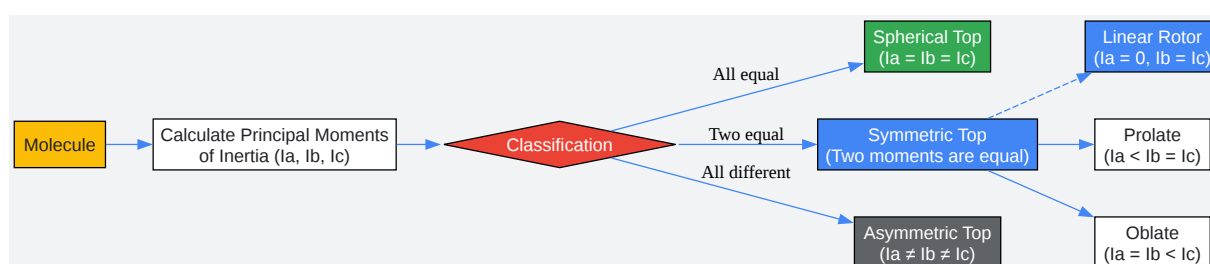 Molecule
Calculate Principal Moments
of Inertia (Ia, Ib, Ic)
Classification
All equal
Two equal
All different
Spherical Top
(Ia = Ib = Ic)
Symmetric Top
(Two moments are equal)
Asymmetric Top
(Ia ≠ Ib ≠ Ic)
Linear Rotor
(Ia = 0, Ib = Ic)
Prolate
(Ia < Ib = Ic)
Oblate
(Ia = Ib < Ic)